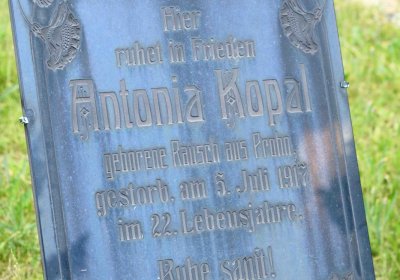 Hier
ruhet in Frieden
Antonia Kopal
geborene Rausch aus Prohn,
gestorb. am 5. Juli 1917
im 22. Lebensjahre.
Ruhe sanft!